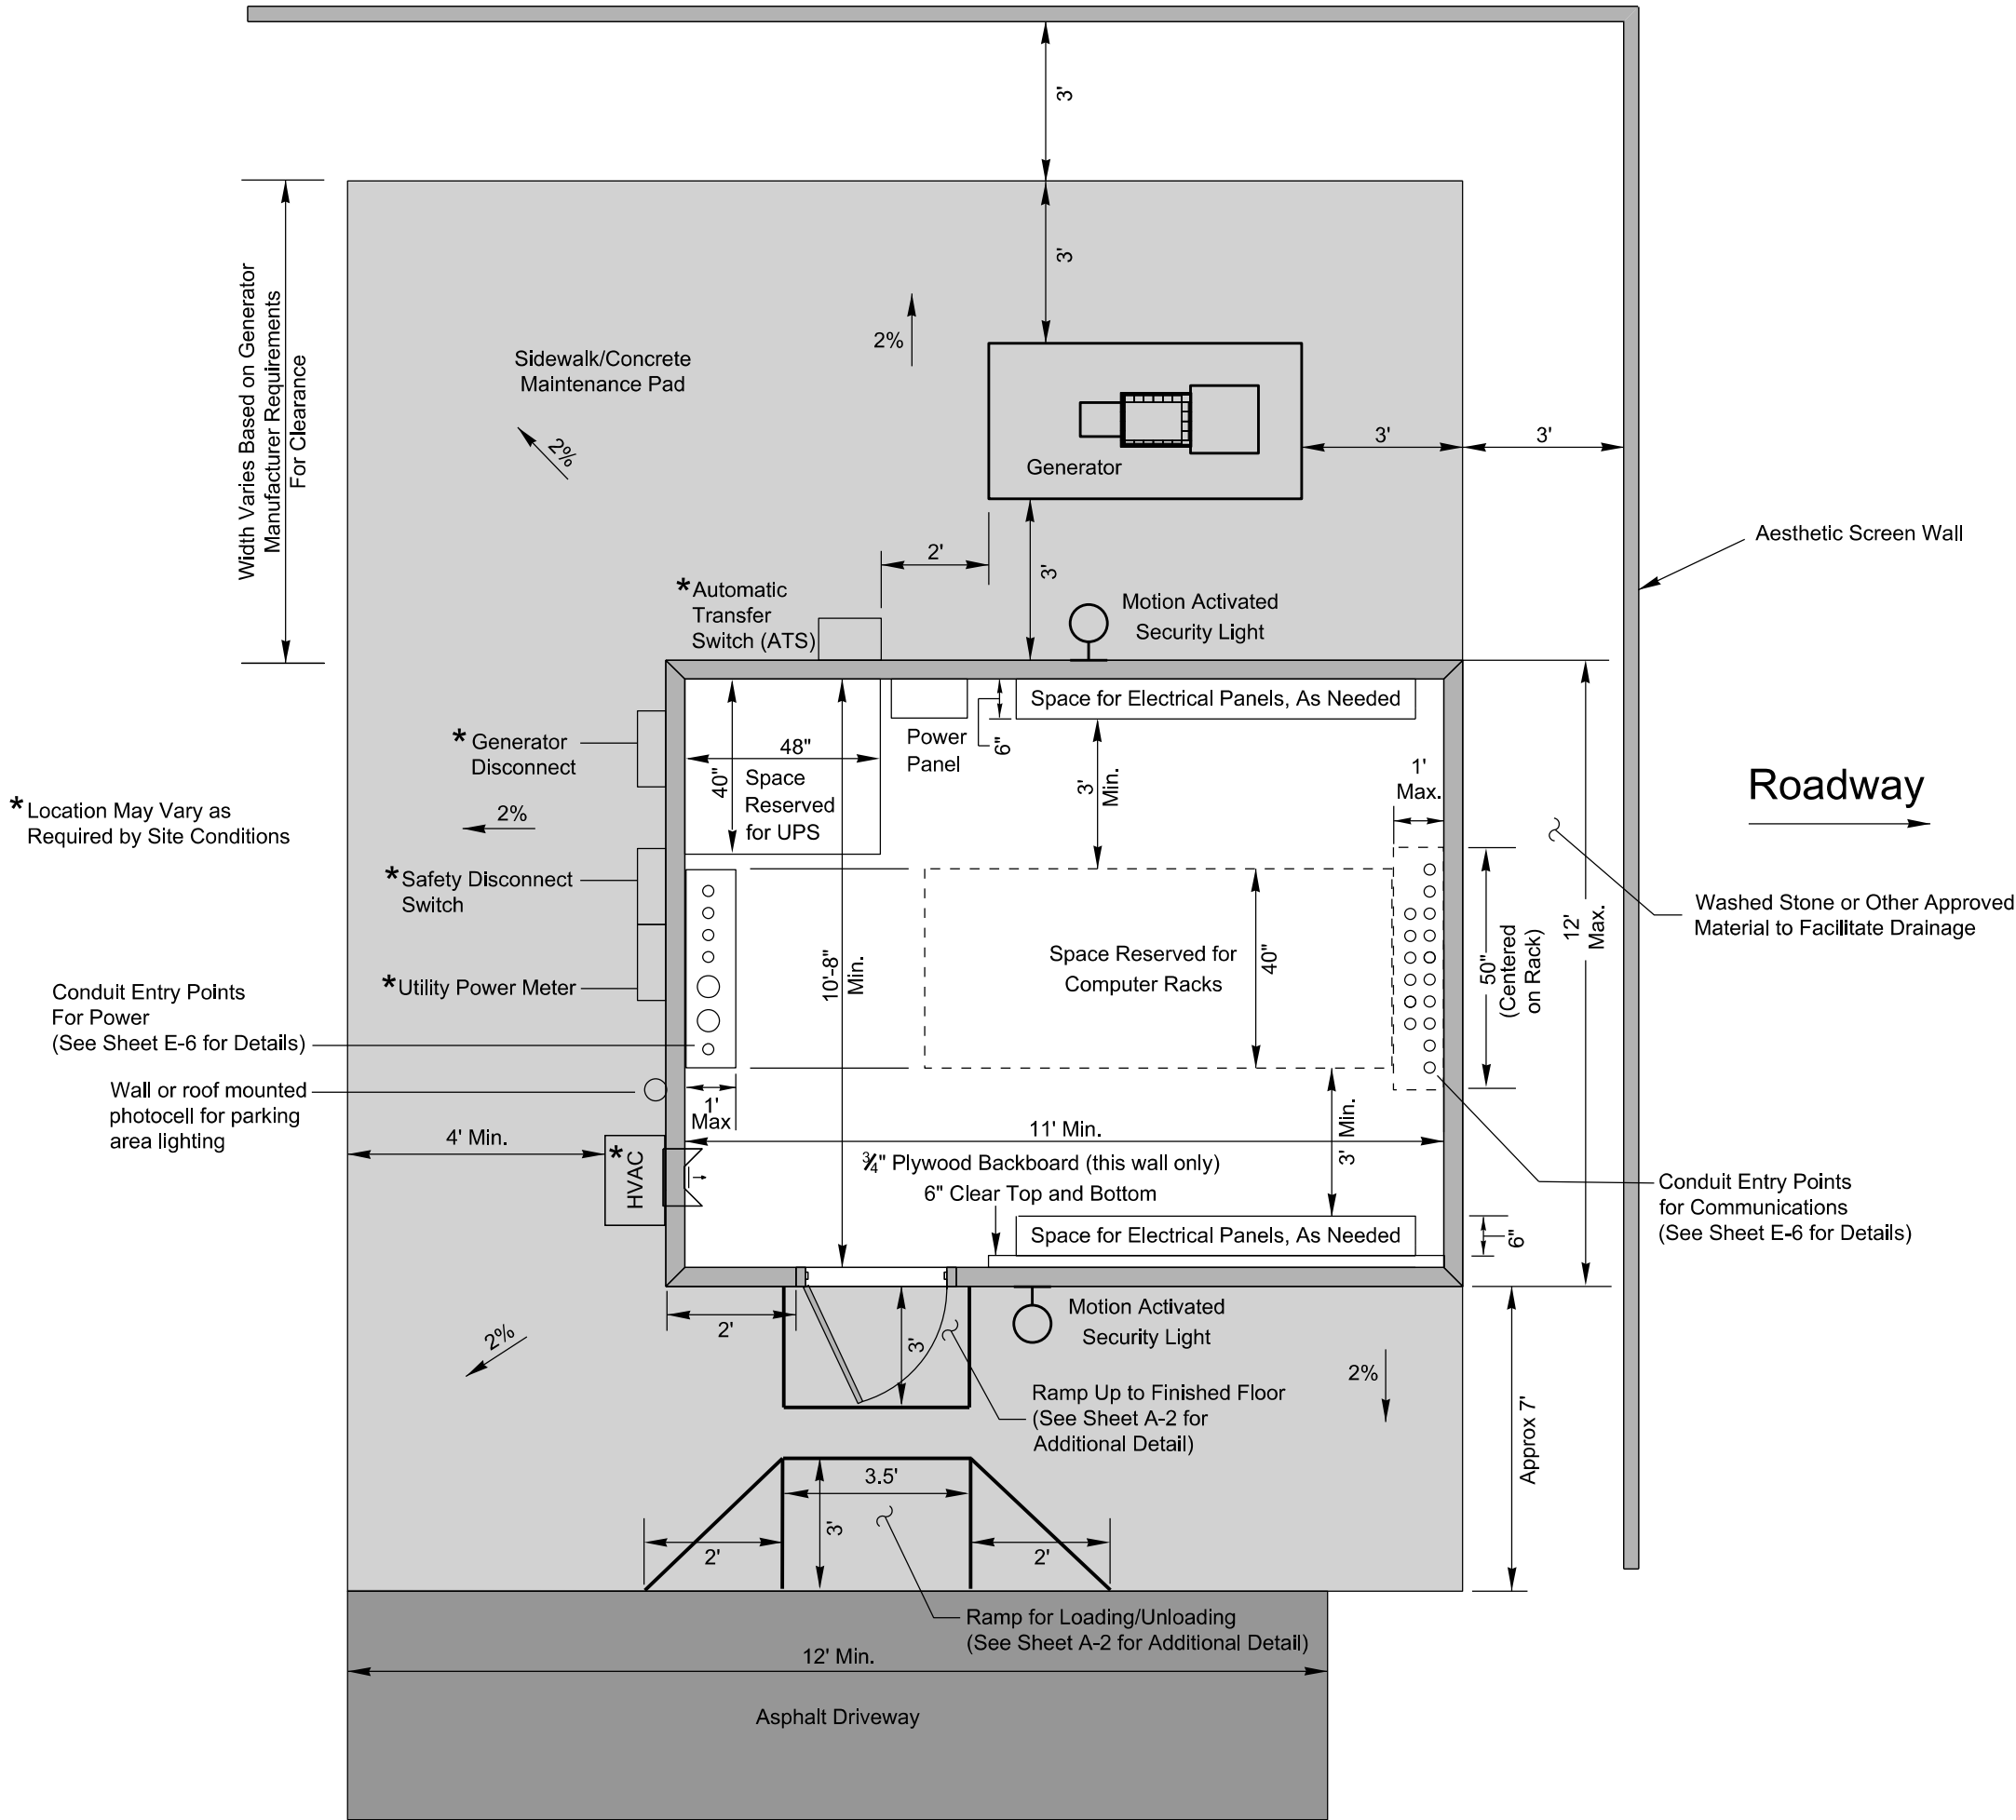 3'
3'
Width Varies Based on Generator
Manufacturer Requirements
For Clearance
2%
Sidewalk/Concrete
Maintenance Pad
2%
Generator
3'
3'
Aesthetic Screen Wall
2'
3'
*Automatic
Transfer
Switch (ATS)
Motion Activated
Security Light
Space for Electrical Panels, As Needed
6"
Power
Panel
48"
40"
Space
Reserved
for UPS
* Generator
Disconnect
3'
Min.
1'
Max.
Roadway
*Location May Vary as
Required by Site Conditions
2%
*Safety Disconnect
Switch
Washed Stone or Other Approved
Material to Facilitate Drainage
12'
Max.
50"
(Centered
on Rack)
Space Reserved for
Computer Racks
40"
10'-8"
Min.
*Utility Power Meter
Conduit Entry Points
For Power
(See Sheet E-6 for Details)
Wall or roof mounted
photocell for parking
area lighting
1'
Max
4' Min.
*
HVAC
11' Min.
3' Min.
¾" Plywood Backboard (this wall only)
6" Clear Top and Bottom
Conduit Entry Points
for Communications
(See Sheet E-6 for Details)
Space for Electrical Panels, As Needed
6"
2'
3'
Motion Activated
Security Light
2%
2%
Ramp Up to Finished Floor
(See Sheet A-2 for
Additional Detail)
Approx 7'
3.5'
3'
2'
2'
Ramp for Loading/Unloading
(See Sheet A-2 for Additional Detail)
12' Min.
Asphalt Driveway